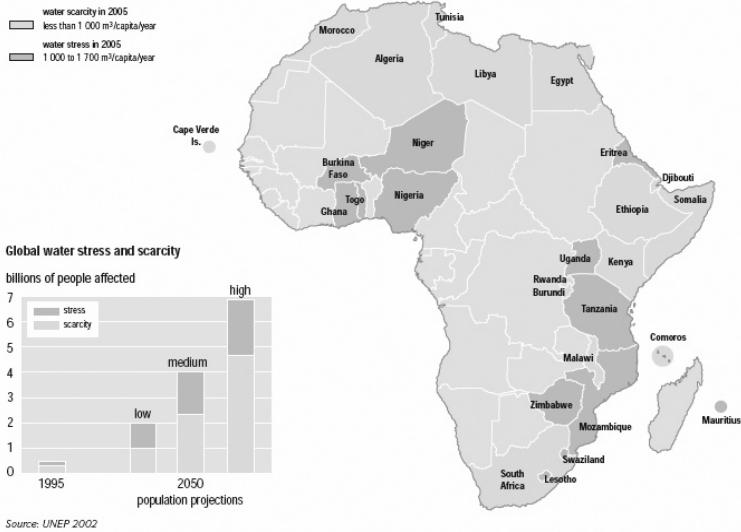 water scarcity in 2005
less than 1 000 m³/capita/year
water stress in 2005
1 000 to 1 700 m³/capita/year
Tunisia
Morocco
Algeria
Libya
Egypt
Cape Verde
Is.
Niger
Burkina
Faso
Eritrea
Djibouti
Togo
Nigeria
Somalia
Ghana
Ethiopia
Uganda
Kenya
Rwanda
Burundi
Tanzania
Comoros
Malawi
Zimbabwe
Mauritius
Mozambique
Swaziland
South
Africa
Lesotho
Global water stress and scarcity
billions of people affected
high
7
stress
6
scarcity
5
medium
4
3
low
2
1
0
1995
2050
population projections
Source: UNEP 2002